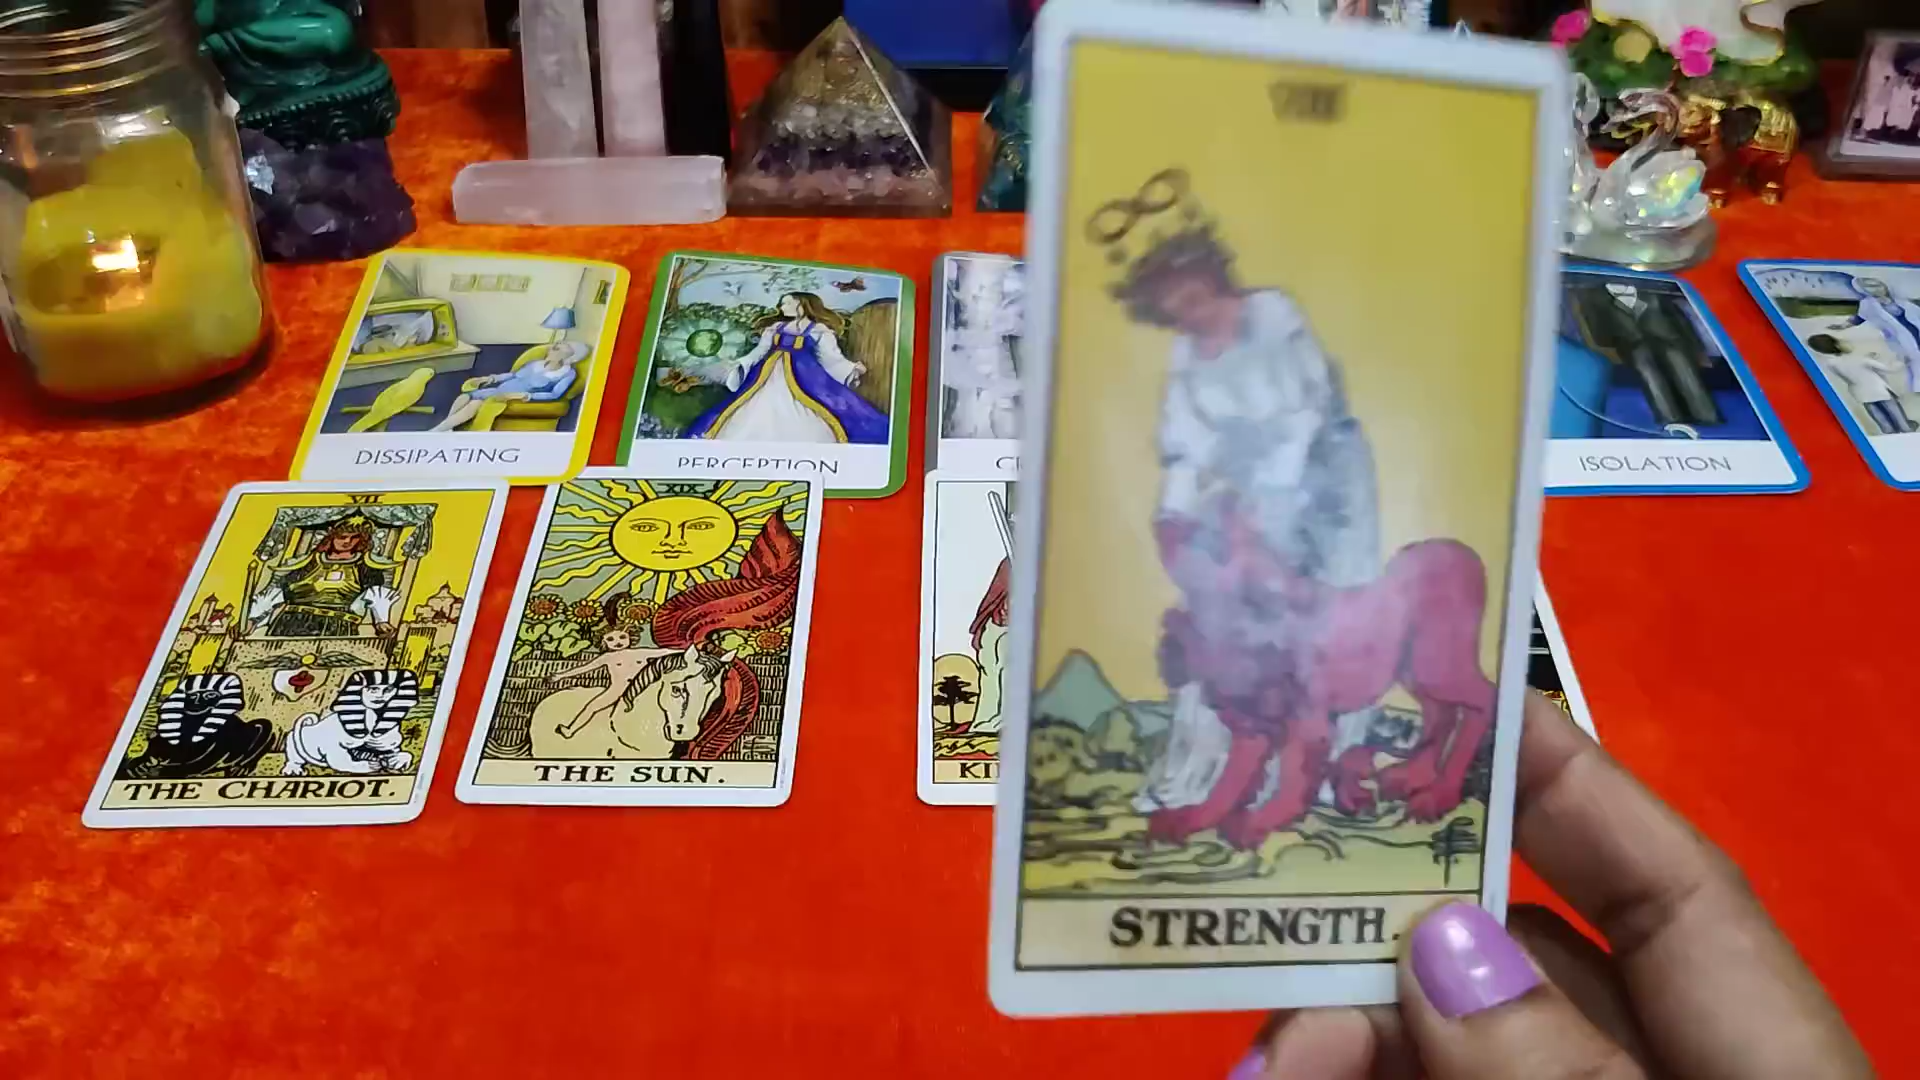 DISSIPATING
PERCEPTION
ISOLATION
VII
THE CHARIOT.
XIX
THE SUN.
STRENGTH.